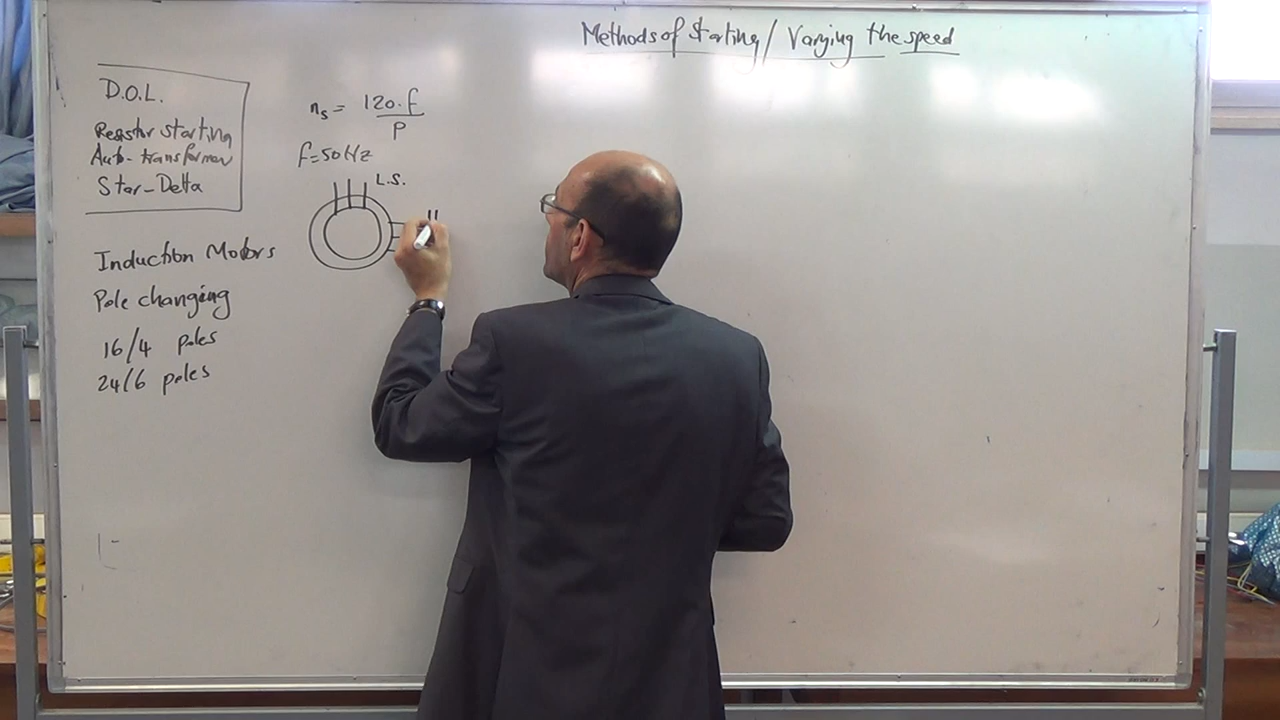 Methods of Starting/ Varying the speed
D.O.L.
Resistor starting
Auto-transformer
Star-Delta
Induction Motors
Pole changing
16/4 poles
24/6 poles
ns = 120.f
P
f=50Hz
L.S.